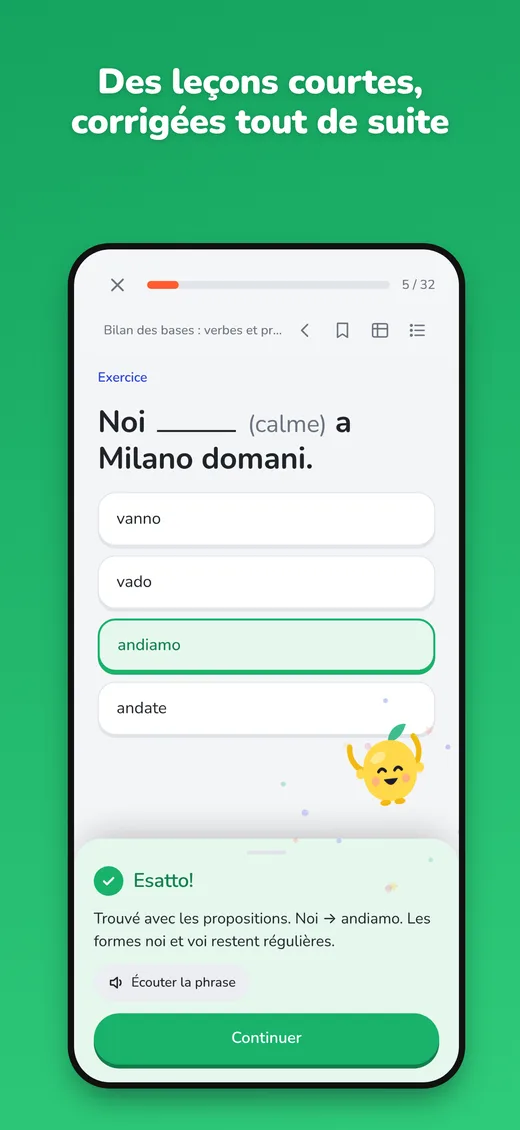 Des leçons courtes,
corrigées tout de suite
5 / 32
Bilan des bases : verbes et pr...
Exercice
Noi ______ (calme) a
Milano domani.
vanno
vado
andiamo
andate
Esatto!
Trouvé avec les propositions. Noi → andiamo. Les
formes noi et voi restent régulières.
Écouter la phrase
Continuer